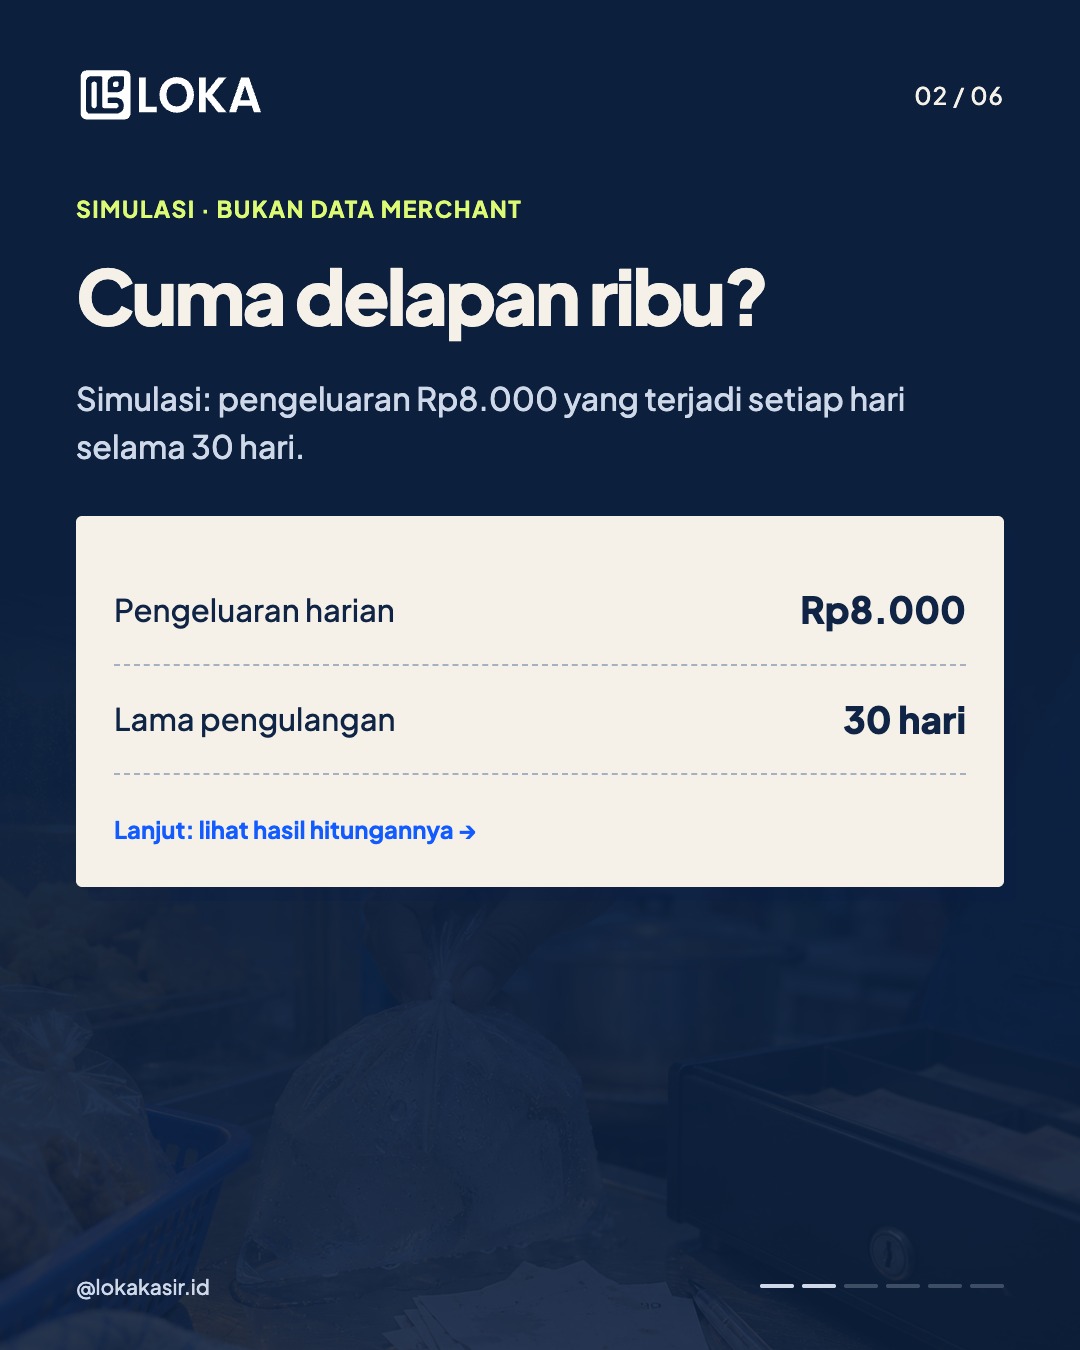 LOKA
02 / 06
SIMULASI · BUKAN DATA MERCHANT
Cuma delapan ribu?
Simulasi: pengeluaran Rp8.000 yang terjadi setiap hari
selama 30 hari.
Pengeluaran harian Rp8.000
Lama pengulangan 30 hari
Lanjut: lihat hasil hitungannya →
@lokakasir.id